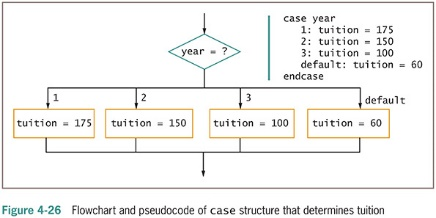 case year
1: tuition = 175
2: tuition = 150
3: tuition = 100
default: tuition = 60
endcase
year = ?
1
2
3
default
tuition = 175
tuition = 150
tuition = 100
tuition = 60
Figure 4-26 Flowchart and pseudocode of case structure that determines tuition